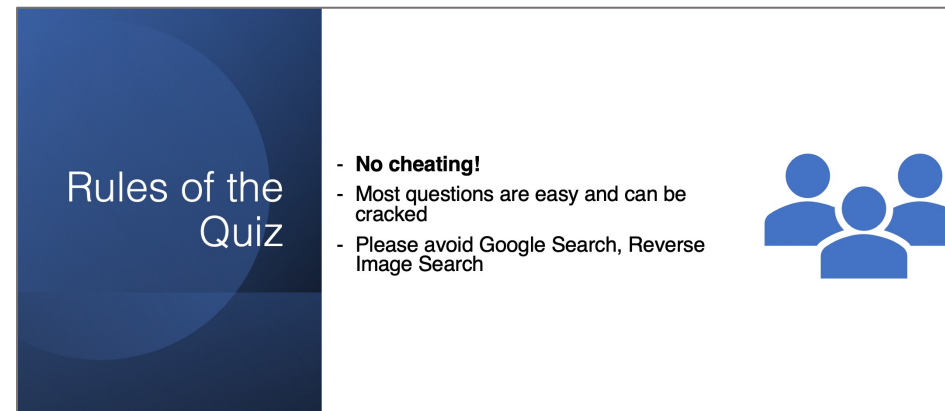 Rules of the
Quiz
- No cheating!
- Most questions are easy and can be
cracked
- Please avoid Google Search, Reverse
Image Search